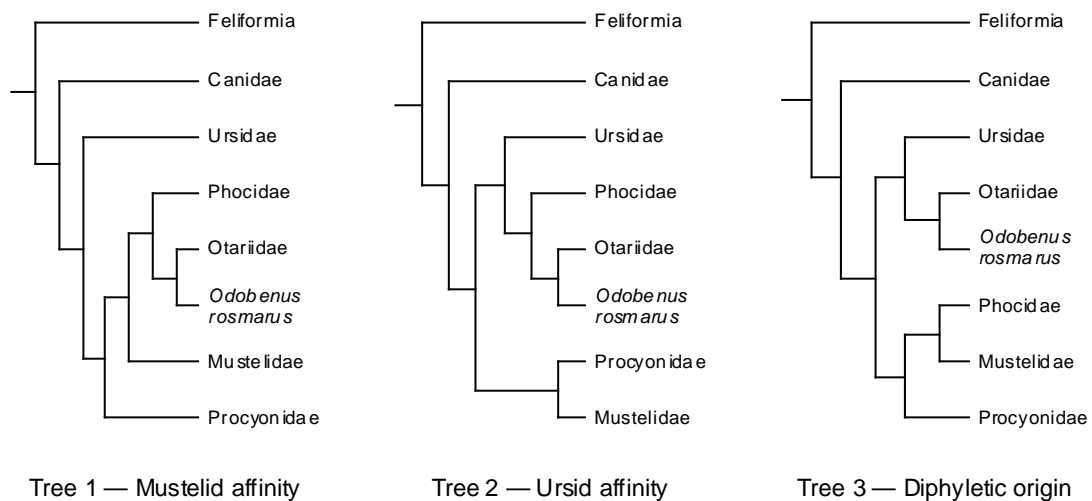 Feliformia
Canidae
Ursidae
Phocidae
Otariidae
Odobenus
rosmarus
Mustelidae
Procyonidae
Tree 1 — Mustelid affinity
Feliformia
Canidae
Ursidae
Phocidae
Otariidae
Odobenus
rosmarus
Procyonidae
Mustelidae
Tree 2 — Ursid affinity
Feliformia
Canidae
Ursidae
Otariidae
Odobenus
rosmarus
Phocidae
Mustelidae
Procyonidae
Tree 3 — Diphyletic origin